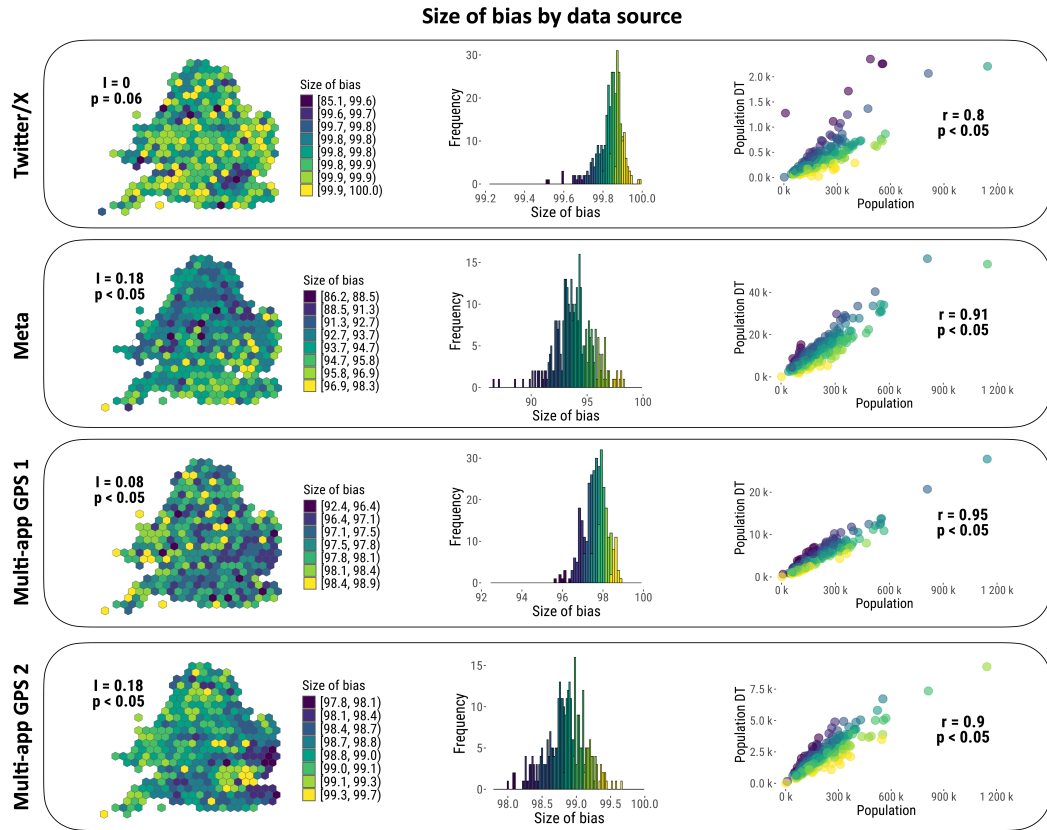 Size of bias by data source
Twitter/X
I = 0
p = 0.06
Size of bias
[85.1, 99.6)
[99.6, 99.7)
[99.7, 99.8)
[99.8, 99.8)
[99.8, 99.8)
[99.8, 99.9)
[99.9, 99.9)
[99.9, 100.0)
Frequency
30
20
10
0
99.2 99.4 99.6 99.8 100.0
Size of bias
Population DT
2.0 k
1.5 k
1.0 k
0.5 k
0.0 k
0 k 300 k 600 k 900 k 1 200 k
Population
r = 0.8
p < 0.05
Meta
I = 0.18
p < 0.05
Size of bias
[86.2, 88.5)
[88.5, 91.3)
[91.3, 92.7)
[92.7, 93.7)
[93.7, 94.7)
[94.7, 95.8)
[95.8, 96.9)
[96.9, 98.3)
Frequency
15
10
5
0
90 95 100
Size of bias
Population DT
40 k
20 k
0 k
0 k 300 k 600 k 900 k 1 200 k
Population
r = 0.91
p < 0.05
Multi-app GPS 1
I = 0.08
p < 0.05
Size of bias
[92.4, 96.4)
[96.4, 97.1)
[97.1, 97.5)
[97.5, 97.8)
[97.8, 98.1)
[98.1, 98.4)
[98.4, 98.9)
Frequency
30
20
10
0
92 94 96 98 100
Size of bias
Population DT
20 k
10 k
0 k
0 k 300 k 600 k 900 k 1 200 k
Population
r = 0.95
p < 0.05
Multi-app GPS 2
I = 0.18
p < 0.05
Size of bias
[97.8, 98.1)
[98.1, 98.4)
[98.4, 98.7)
[98.7, 98.8)
[98.8, 99.0)
[99.0, 99.1)
[99.1, 99.3)
[99.3, 99.7)
Frequency
15
10
5
0
98.0 98.5 99.0 99.5 100.0
Size of bias
Population DT
7.5 k
5.0 k
2.5 k
0.0 k
0 k 300 k 600 k 900 k 1 200 k
Population
r = 0.9
p < 0.05